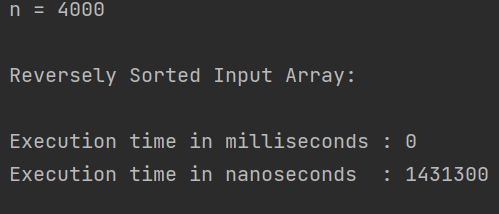 n = 4000
Reversely Sorted Input Array:
Execution time in milliseconds : 0
Execution time in nanoseconds  : 1431300